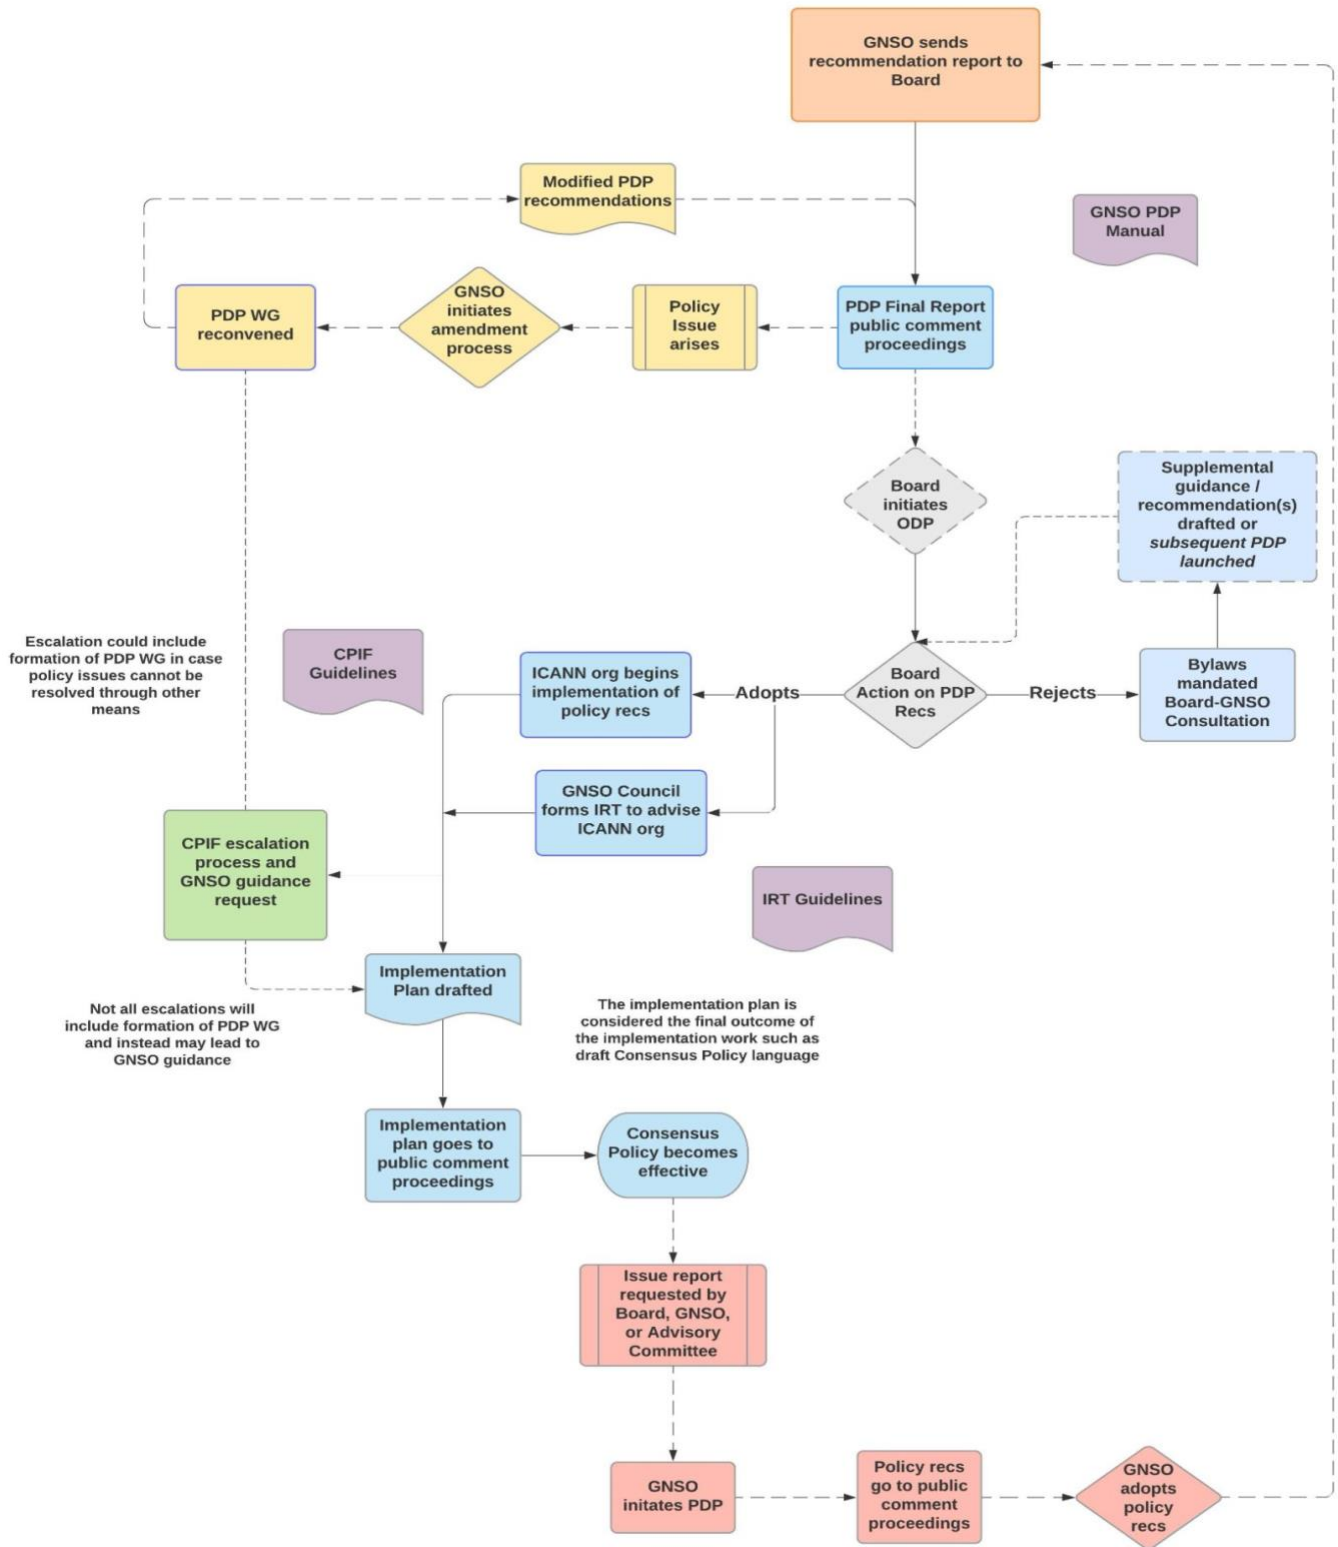 GNSO sends
recommendation report to
Board
Modified PDP
recommendations
GNSO PDP
Manual
PDP WG
reconvened
GNSO
initiates
amendment
process
Policy
Issue
arises
PDP Final Report
public comment
proceedings
Board
initiates
ODP
Supplemental
guidance /
recommendation(s)
drafted or
subsequent PDP
launched
Escalation could include
formation of PDP WG in case
policy issues cannot be
resolved through other
means
CPIF
Guidelines
ICANN org begins
implementation of
policy recs
Adopts
Board
Action on PDP
Recs
Rejects
Bylaws
mandated
Board-GNSO
Consultation
GNSO Council
forms IRT to advise
ICANN org
CPIF escalation
process and
GNSO guidance
request
IRT Guidelines
Implementation
Plan drafted
Not all escalations will
include formation of PDP WG
and instead may lead to
GNSO guidance
The implementation plan is
considered the final outcome of
the implementation work such as
draft Consensus Policy language
Implementation
plan goes to
public comment
proceedings
Consensus
Policy becomes
effective
Issue report
requested by
Board, GNSO,
or Advisory
Committee
GNSO
initates PDP
Policy recs
go to public
comment
proceedings
GNSO
adopts
policy
recs